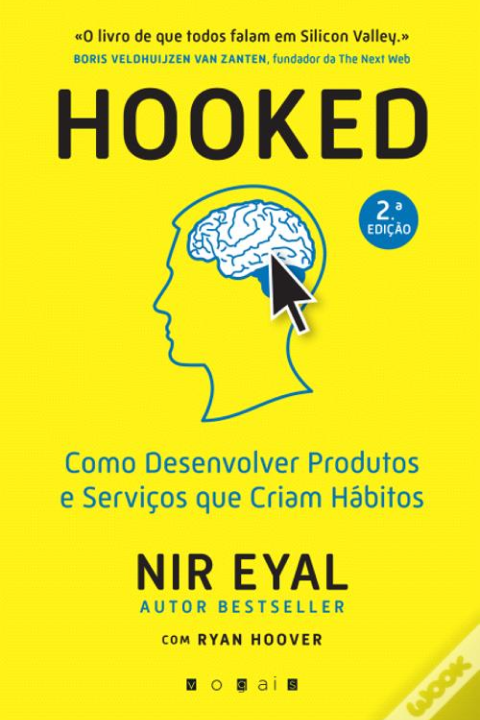 «O livro de que todos falam em Silicon Valley.»
BORIS VELDHUIJZEN VAN ZANTEN, fundador da The Next Web
HOOKED
2.ª
EDIÇÃO
Como Desenvolver Produtos
e Serviços que Criam Hábitos
NIR EYAL
AUTOR BESTSELLER
COM RYAN HOOVER
vogais
WOOK